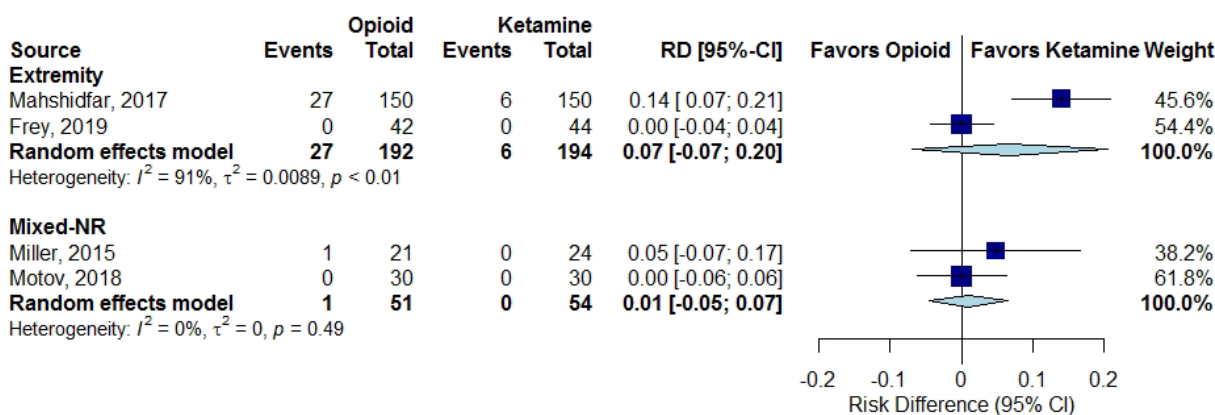 Opioid Ketamine
Source Events Total Events Total RD [95%-CI] Favors Opioid Favors Ketamine Weight
Extremity
Mahshidfar, 2017 27 150 6 150 0.14 [ 0.07; 0.21] 45.6%
Frey, 2019 0 42 0 44 0.00 [-0.04; 0.04] 54.4%
Random effects model 27 192 6 194 0.07 [-0.07; 0.20] 100.0%
Heterogeneity: I² = 91%, τ² = 0.0089, p < 0.01
Mixed-NR
Miller, 2015 1 21 0 24 0.05 [-0.07; 0.17] 38.2%
Motov, 2018 0 30 0 30 0.00 [-0.06; 0.06] 61.8%
Random effects model 1 51 0 54 0.01 [-0.05; 0.07] 100.0%
Heterogeneity: I² = 0%, τ² = 0, p = 0.49
-0.2 -0.1 0 0.1 0.2
Risk Difference (95% CI)